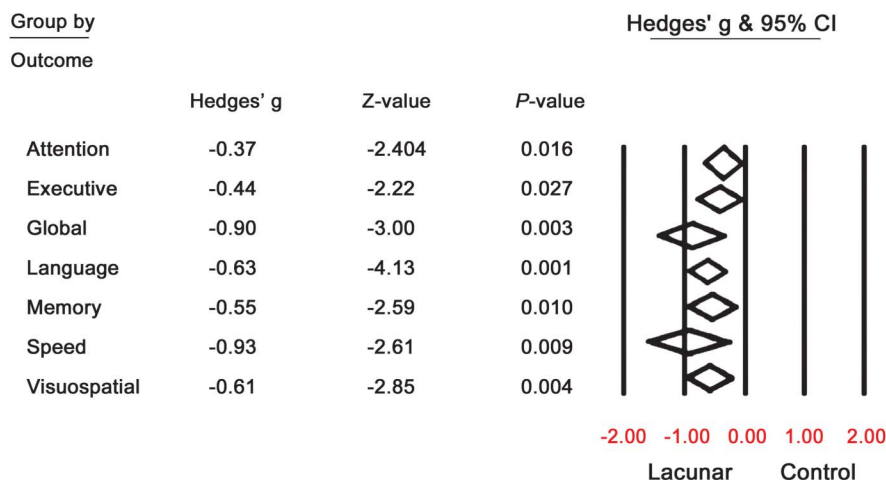 Group by Hedges' g & 95% CI
Outcome
Hedges' g Z-value P-value
Attention -0.37 -2.404 0.016
Executive -0.44 -2.22 0.027
Global -0.90 -3.00 0.003
Language -0.63 -4.13 0.001
Memory -0.55 -2.59 0.010
Speed -0.93 -2.61 0.009
Visuospatial -0.61 -2.85 0.004
-2.00 -1.00 0.00 1.00 2.00
Lacunar Control